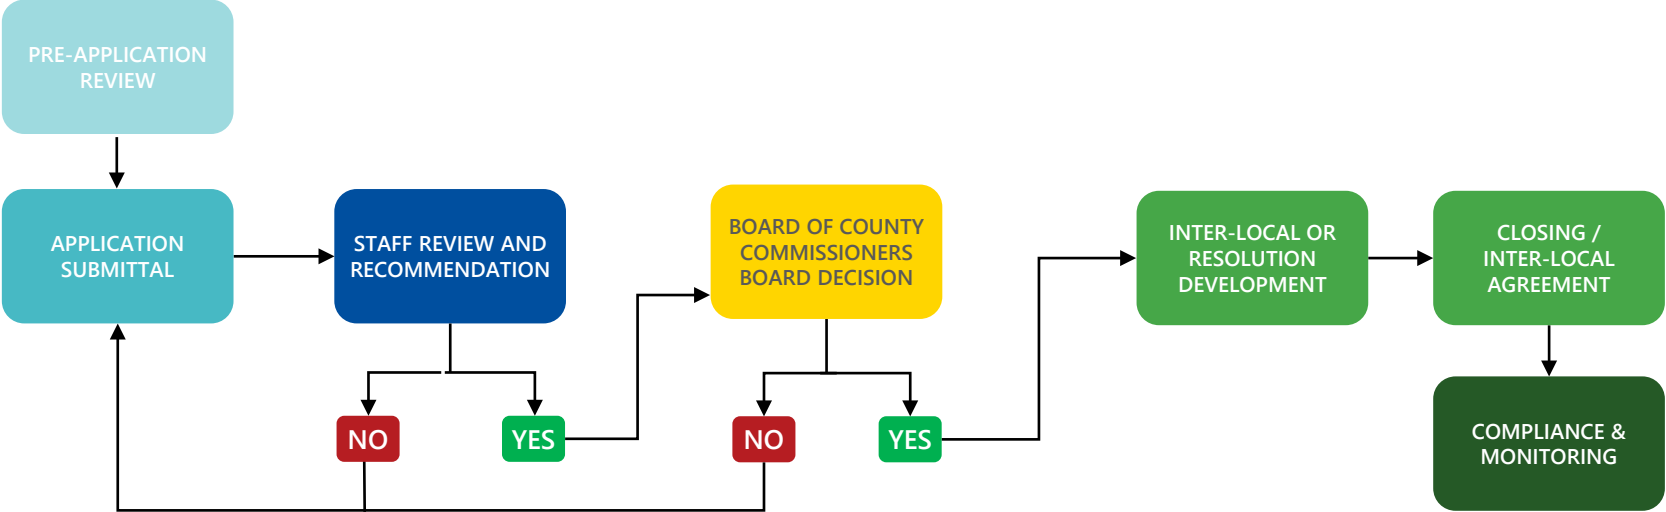 PRE-APPLICATION
REVIEW
APPLICATION
SUBMITTAL
STAFF REVIEW AND
RECOMMENDATION
NO
YES
BOARD OF COUNTY
COMMISSIONERS
BOARD DECISION
NO
YES
INTER-LOCAL OR
RESOLUTION
DEVELOPMENT
CLOSING /
INTER-LOCAL
AGREEMENT
COMPLIANCE &
MONITORING